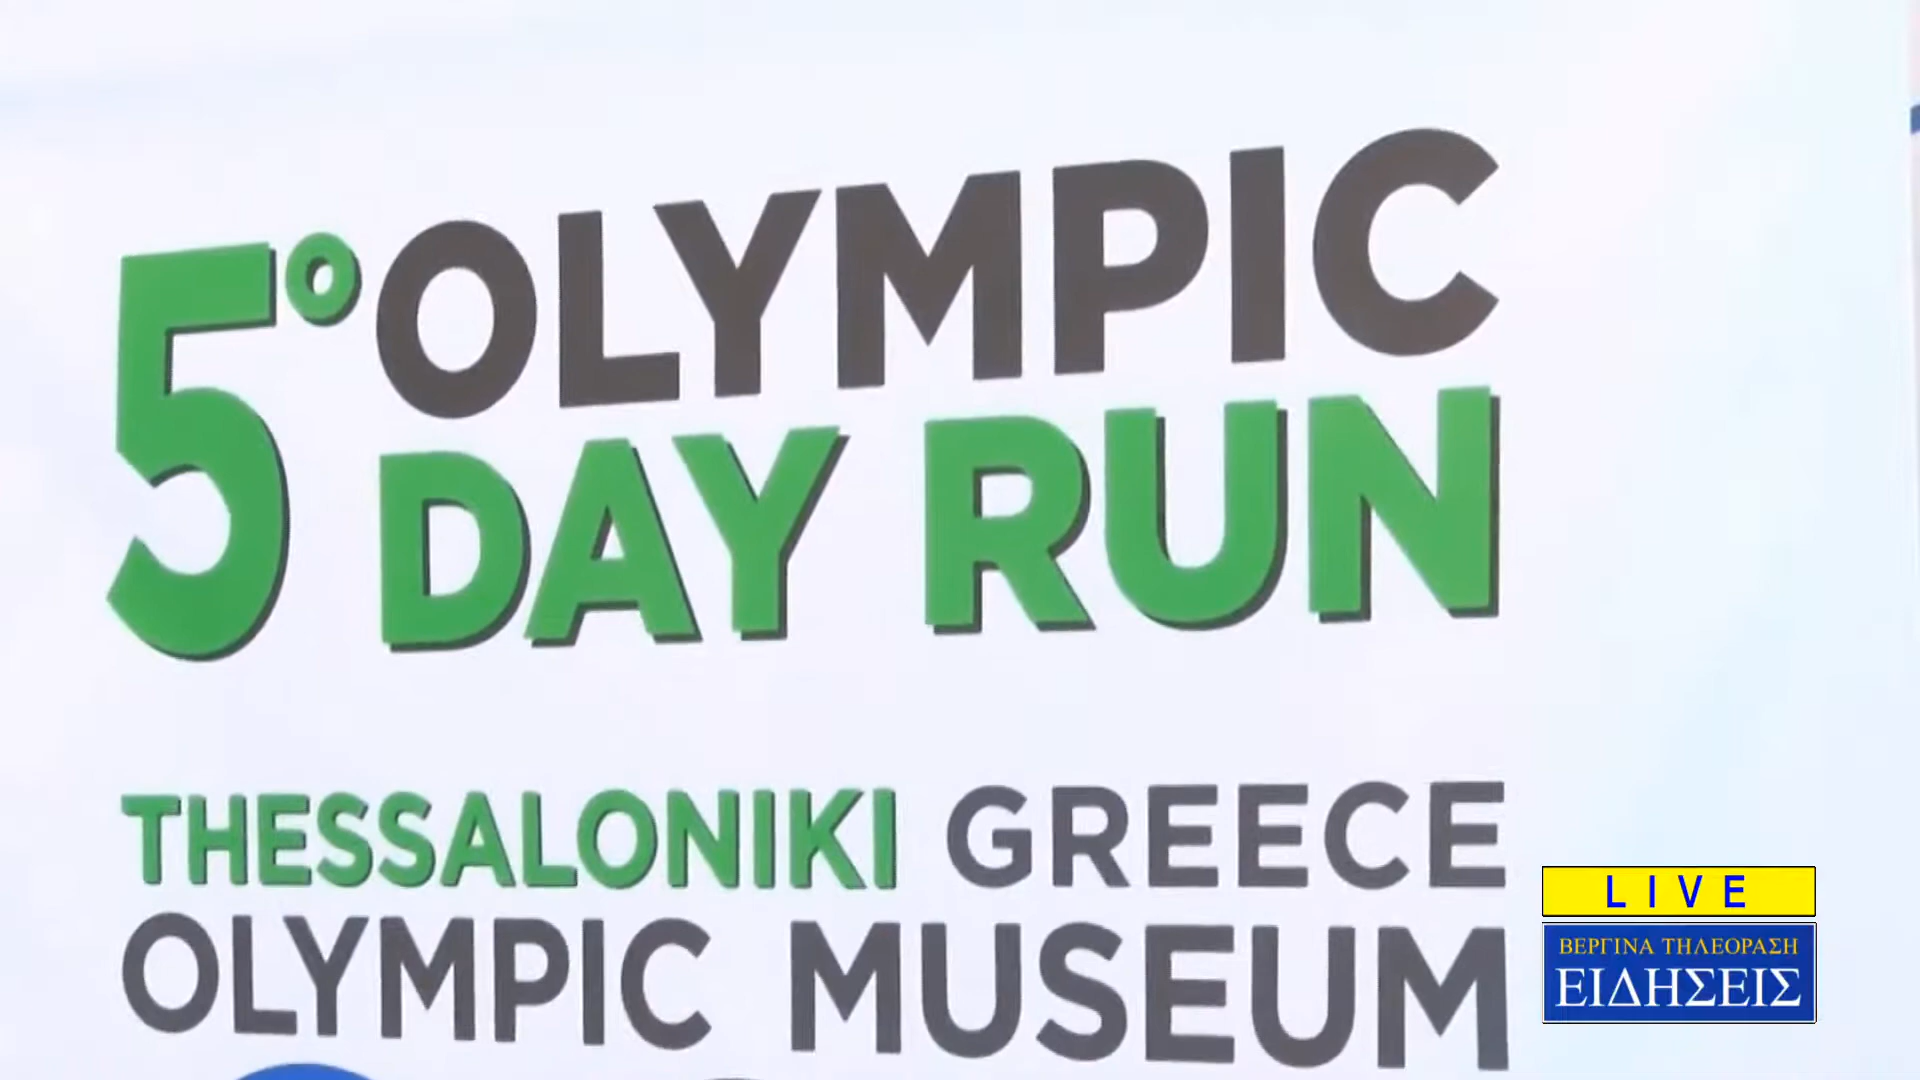 5° OLYMPIC
DAY RUN
THESSALONIKI GREECE
OLYMPIC MUSEUM
LIVE
ΒΕΡΓΙΝΑ ΤΗΛΕΟΡΑΣΗ
ΕΙΔΗΣΕΙΣ